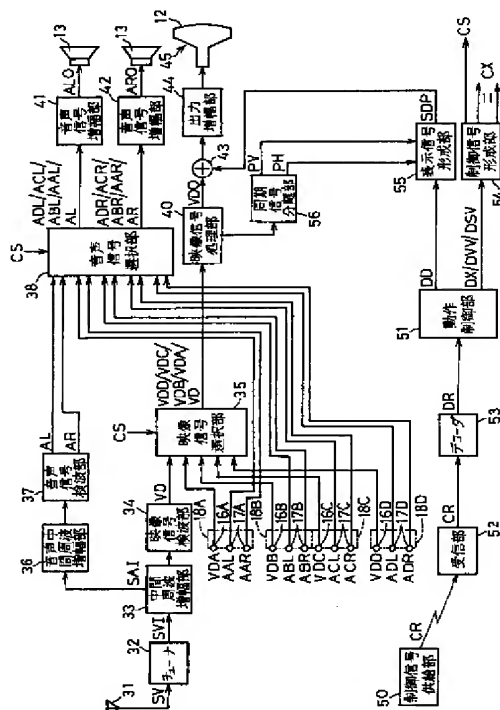 31
SV
32
チューナ
SVI
33
中間
周波
増幅部
SAI
34
映像信号
検波部
VD
36
音声中
間周波
増幅部
37
音声信号
検波部
AL
AR
CS
38
音声
信号
選択部
CS
35
映像
信号
選択部
VDD/VDC/
VDB/VDA/
VD
ADL/ACL/
ABL/AAL/
AL
ADR/ACR/
ABR/AAR/
AR
41
音声信号
増幅部
ALO
13
42
音声信号
増幅部
ARO
13
40
映像信号
処理部
VDO
43
44
出力
増幅部
45
12
56
同期
信号
分離部
PV
PH
18A
VDA
16A
AAL
17A
AAR
18B
VDB
16B
ABL
17B
ABR
VDC
16C
ACL
17C
ACR
18C
VDD
16D
ADL
17D
ADR
18D
50
制御信号
供給部
CR
52
受信部
CR
53
デコーダ
DR
51
動作
制御部
DD
DX/DVV/DSV
55
表示信号
形成部
SDP
54
制御信号
形成部
CS
CX